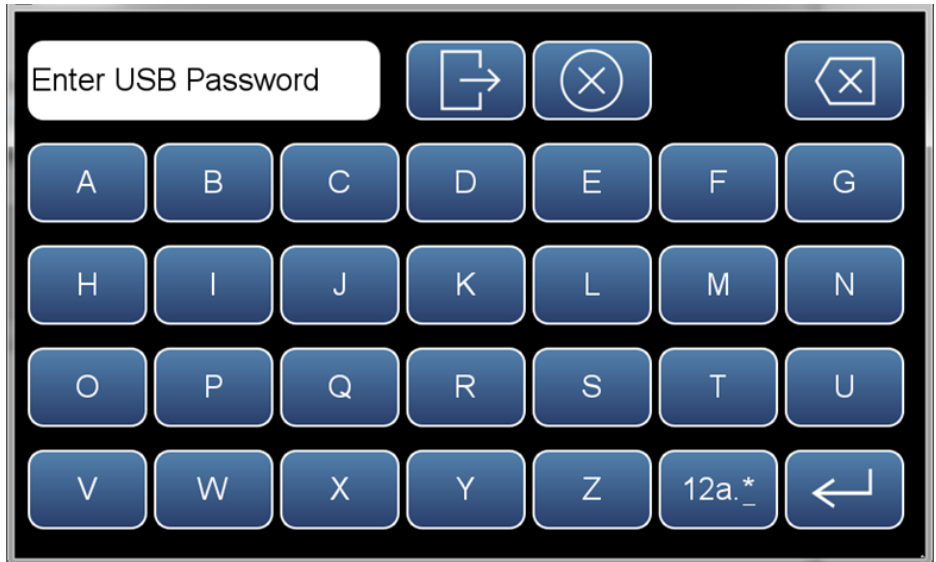 Enter USB Password
A B C D E F G
H I J K L M N
O P Q R S T U
V W X Y Z 12a.*_